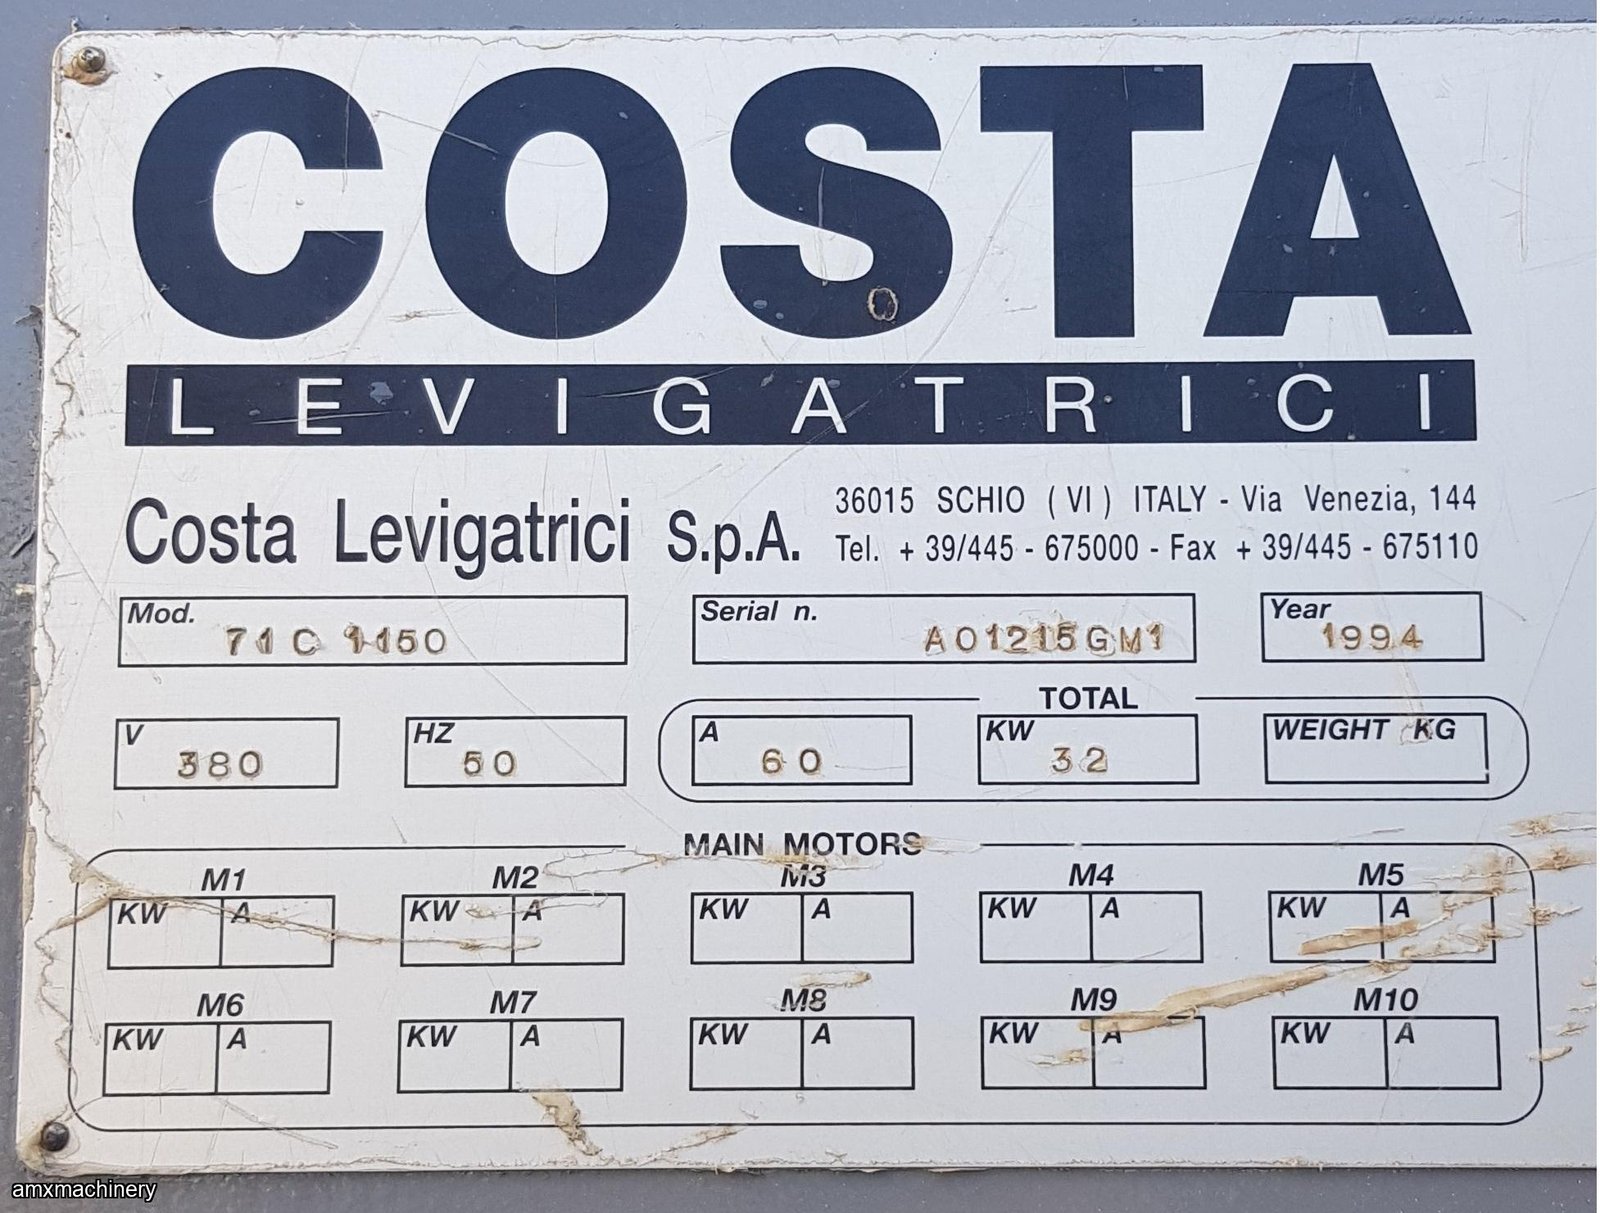 COSTA
LEVIGATRICI
Costa Levigatrici S.p.A.
36015 SCHIO (VI) ITALY - Via Venezia, 144
Tel. + 39/445 - 675000 - Fax + 39/445 - 675110
Mod. 71C 1150
Serial n. A01215GM1
Year 1994
TOTAL
V 380
HZ 50
A 60
KW 32
WEIGHT KG
MAIN MOTORS
M1 M2 M3 M4 M5
KW A KW A KW A KW A KW A
M6 M7 M8 M9 M10
KW A KW A KW A KW A KW A
amxmachinery